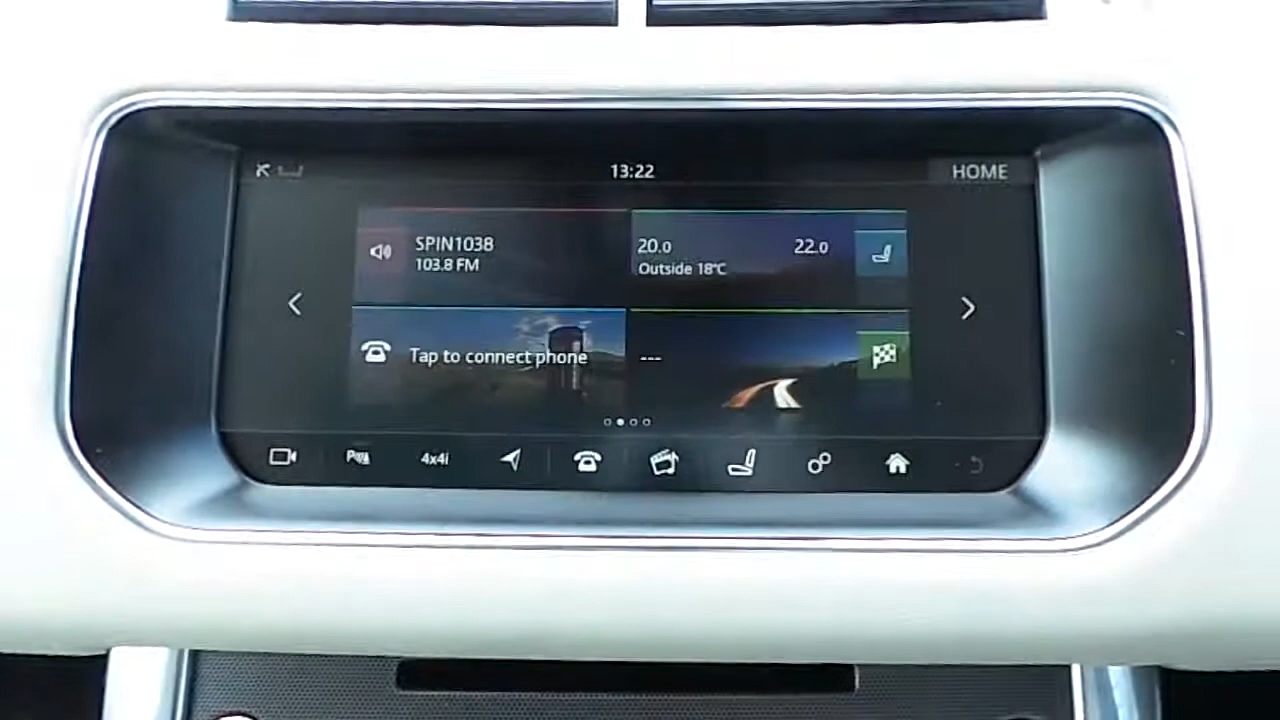 13:22
HOME
SPIN1038
103.8 FM
20.0
22.0
Outside 18°C
Tap to connect phone
---
4x4i